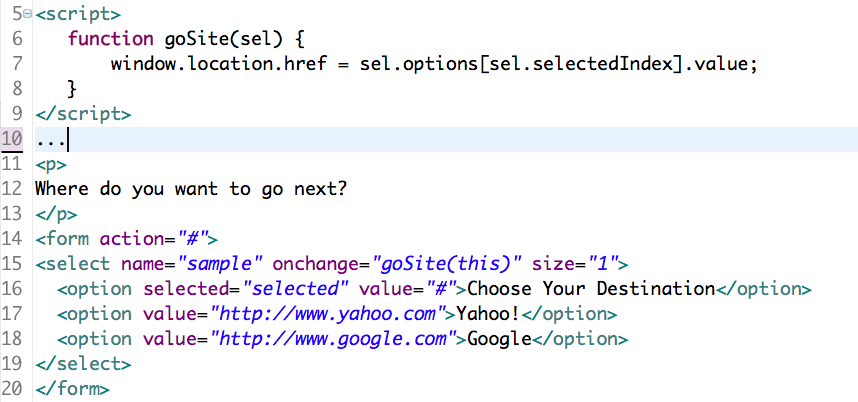 5 <script>
6    function goSite(sel) {
7        window.location.href = sel.options[sel.selectedIndex].value;
8    }
9 </script>
10 ...
11 <p>
12 Where do you want to go next?
13 </p>
14 <form action="#">
15 <select name="sample" onchange="goSite(this)" size="1">
16   <option selected="selected" value="#">Choose Your Destination</option>
17   <option value="http://www.yahoo.com">Yahoo!</option>
18   <option value="http://www.google.com">Google</option>
19 </select>
20 </form>